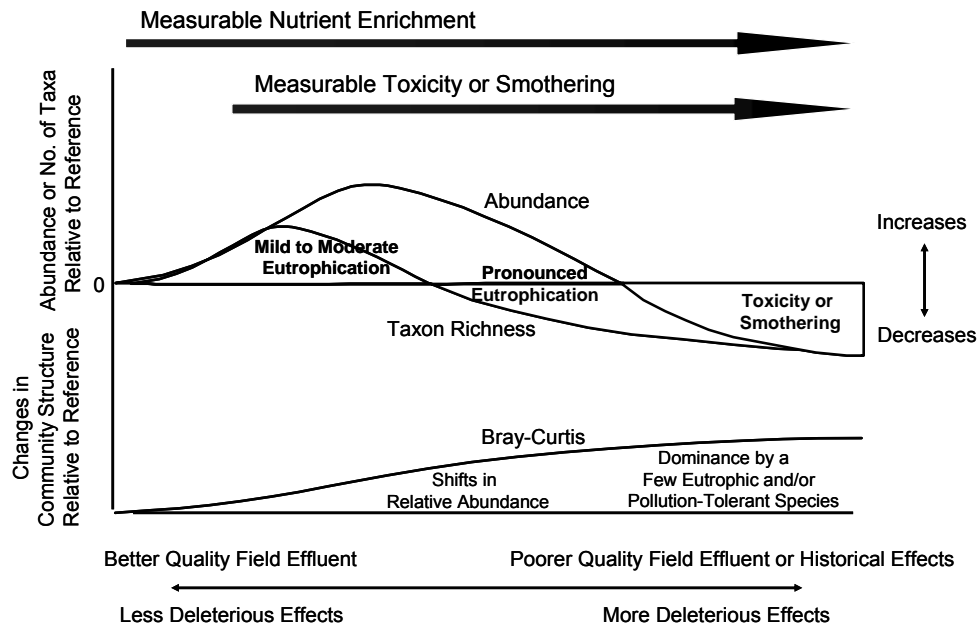 Measurable Nutrient Enrichment
Measurable Toxicity or Smothering
Abundance or No. of Taxa
Relative to Reference
Abundance
Increases
Mild to Moderate
Eutrophication
Pronounced
Eutrophication
0
Toxicity or
Smothering
Taxon Richness
Decreases
Changes in
Community Structure
Relative to Reference
Bray-Curtis
Shifts in
Relative Abundance
Dominance by a
Few Eutrophic and/or
Pollution-Tolerant Species
Better Quality Field Effluent
Poorer Quality Field Effluent or Historical Effects
Less Deleterious Effects
More Deleterious Effects